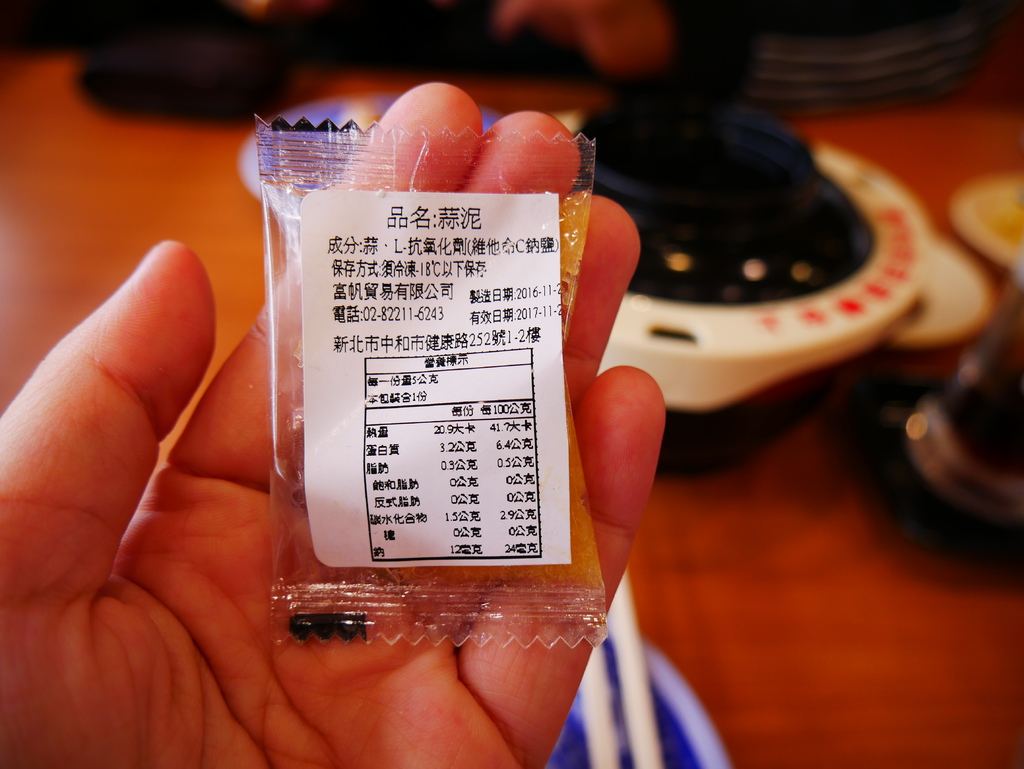 品名:蒜泥
成分:蒜、L-抗氧化劑(維他命C鈉鹽)
保存方式:須冷凍-18℃以下保存
富帆貿易有限公司 製造日期:2016-11-2
電話:02-82211-6243 有效日期:2017-11-2
新北市中和市健康路252號1-2樓
營養標示
每一份量5公克
本包裝含1份
每份 每100公克
熱量 20.9大卡 41.7大卡
蛋白質 3.2公克 6.4公克
脂肪 0.3公克 0.5公克
飽和脂肪 0公克 0公克
反式脂肪 0公克 0公克
碳水化合物 1.5公克 2.9公克
糖 0公克 0公克
鈉 12毫克 24毫克